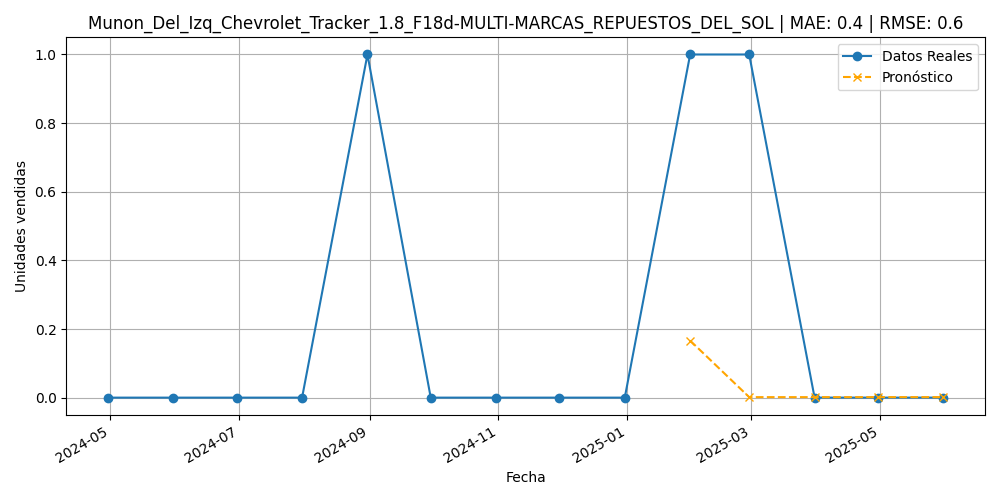 Munon_Del_Izq_Chevrolet_Tracker_1.8_F18d-MULTI-MARCAS_REPUESTOS_DEL_SOL | MAE: 0.4 | RMSE: 0.6
Datos Reales
Pronóstico
Unidades vendidas
1.0
0.8
0.6
0.4
0.2
0.0
2024-05
2024-07
2024-09
2024-11
2025-01
2025-03
2025-05
Fecha